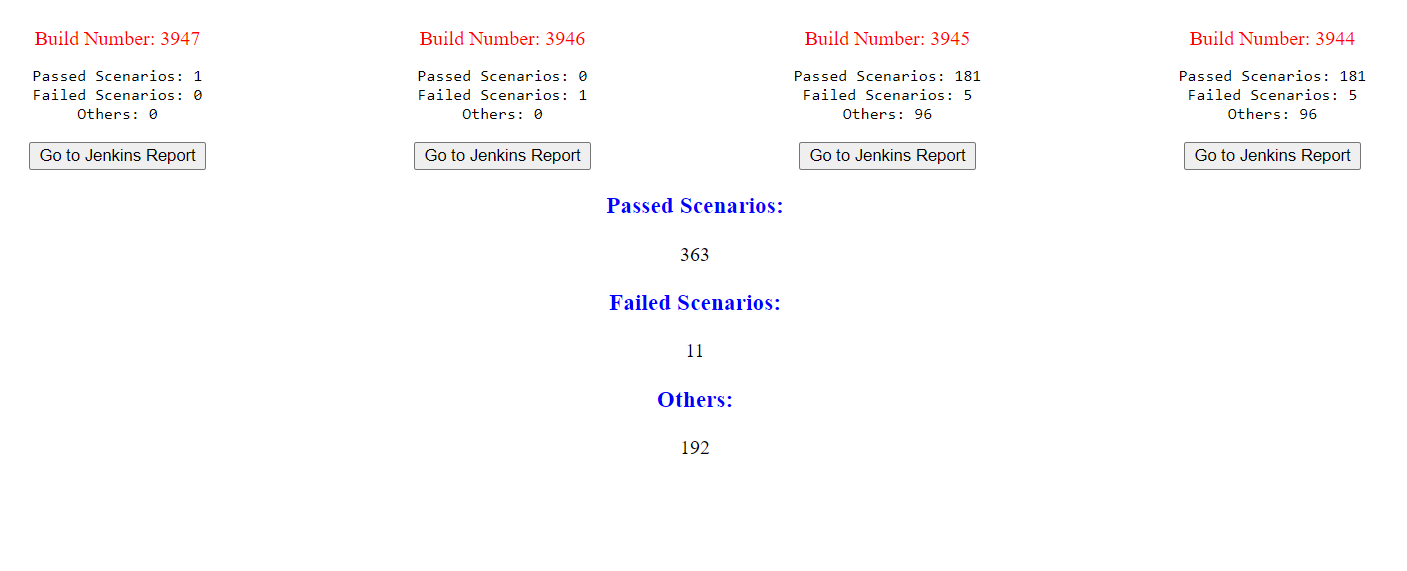 Build Number: 3947
Passed Scenarios: 1
Failed Scenarios: 0
Others: 0
Go to Jenkins Report
Build Number: 3946
Passed Scenarios: 0
Failed Scenarios: 1
Others: 0
Go to Jenkins Report
Build Number: 3945
Passed Scenarios: 181
Failed Scenarios: 5
Others: 96
Go to Jenkins Report
Build Number: 3944
Passed Scenarios: 181
Failed Scenarios: 5
Others: 96
Go to Jenkins Report
Passed Scenarios:
363
Failed Scenarios:
11
Others:
192